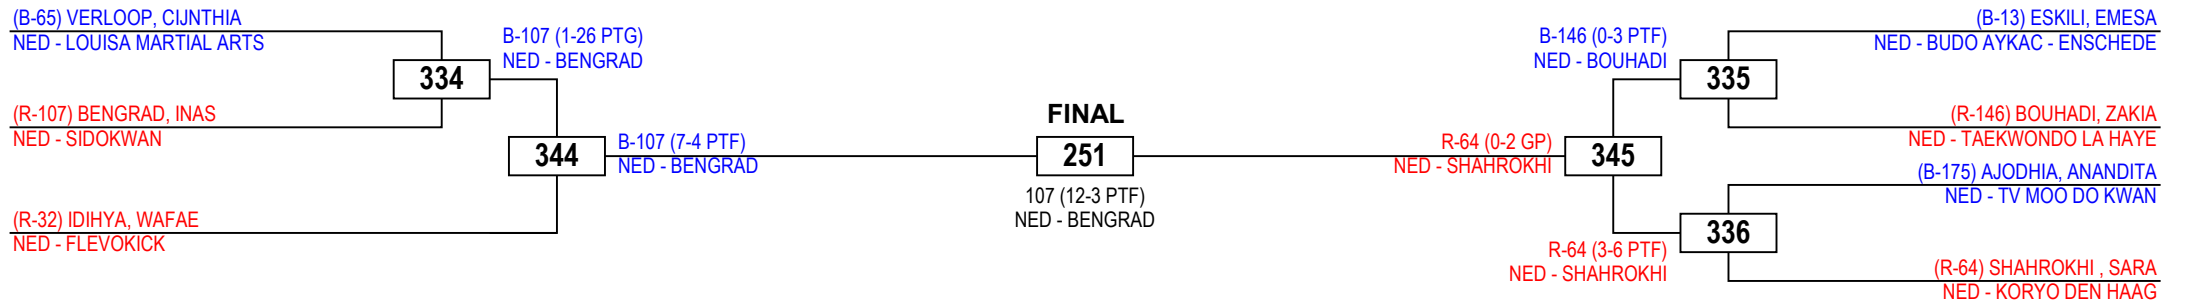 (B-65) VERLOOP, CIJNTHIA
NED - LOUISA MARTIAL ARTS
334
(R-107) BENGRAD, INAS
NED - SIDOKWAN
B-107 (1-26 PTG)
NED - BENGRAD
344
(R-32) IDIHYA, WAFAE
NED - FLEVOKICK
B-107 (7-4 PTF)
NED - BENGRAD
FINAL
251
107 (12-3 PTF)
NED - BENGRAD
R-64 (0-2 GP)
NED - SHAHROKHI
345
B-146 (0-3 PTF)
NED - BOUHADI
R-64 (3-6 PTF)
NED - SHAHROKHI
(B-13) ESKILI, EMESA
NED - BUDO AYKAC - ENSCHEDE
335
(R-146) BOUHADI, ZAKIA
NED - TAEKWONDO LA HAYE
(B-175) AJODHIA, ANANDITA
NED - TV MOO DO KWAN
336
(R-64) SHAHROKHI , SARA
NED - KORYO DEN HAAG